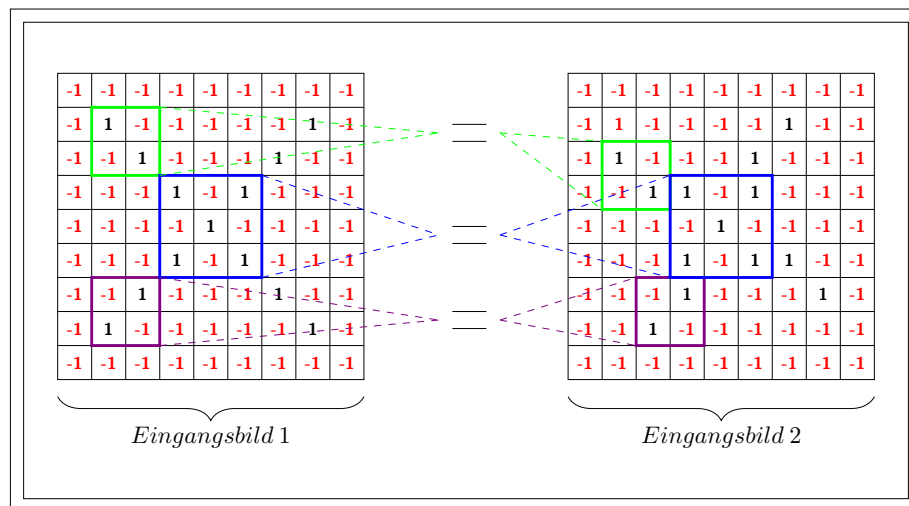 -1 -1 -1 -1 -1 -1 -1 -1 -1
-1 1 -1 -1 -1 -1 -1 1 -1
-1 -1 1 -1 -1 -1 1 -1 -1
-1 -1 -1 1 -1 1 -1 -1 -1
-1 -1 -1 -1 1 -1 -1 -1 -1
-1 -1 -1 1 -1 1 -1 -1 -1
-1 -1 1 -1 -1 -1 1 -1 -1
-1 1 -1 -1 -1 -1 -1 1 -1
-1 -1 -1 -1 -1 -1 -1 -1 -1
Eingangsbild 1
=
=
=
-1 -1 -1 -1 -1 -1 -1 -1 -1
-1 1 -1 -1 -1 -1 1 -1 -1
-1 1 -1 -1 -1 1 -1 -1 -1
-1 -1 1 1 -1 1 -1 -1 -1
-1 -1 -1 -1 1 -1 -1 -1 -1
-1 -1 -1 1 -1 1 1 -1 -1
-1 -1 -1 1 -1 -1 -1 1 -1
-1 -1 1 -1 -1 -1 -1 -1 -1
-1 -1 -1 -1 -1 -1 -1 -1 -1
Eingangsbild 2